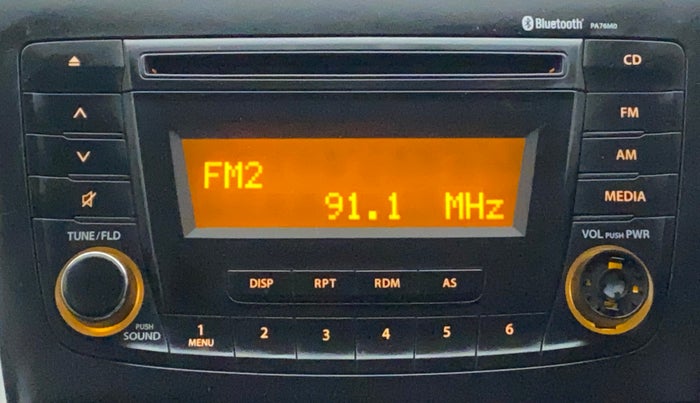 Bluetooth PA76M0
CD
FM
AM
MEDIA
FM2
91.1 MHz
TUNE/FLD
VOL PUSH PWR
DISP RPT RDM AS
PUSH
SOUND
1 2 3 4 5 6
MENU